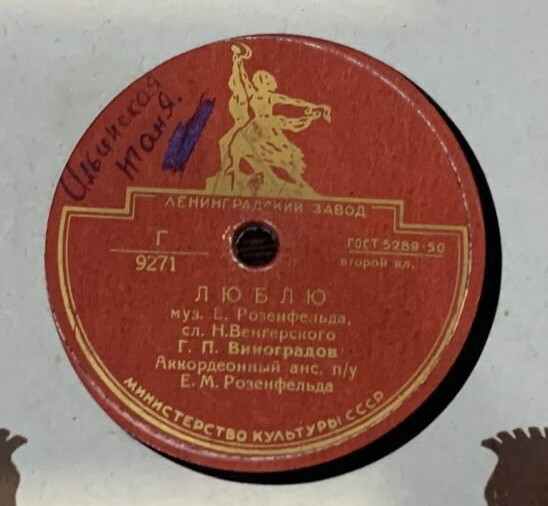 Ильинская
Таня.
ЛЕНИНГРАДСКИЙ ЗАВОД
Г
9271
ГОСТ 5289-50
второй кл.
ЛЮБЛЮ
муз. Е. Розенфельда,
сл. Н. Венгерского
Г. П. Виноградов
Аккордеонный анс. п/у
Е. М. Розенфельда
МИНИСТЕРСТВО КУЛЬТУРЫ СССР